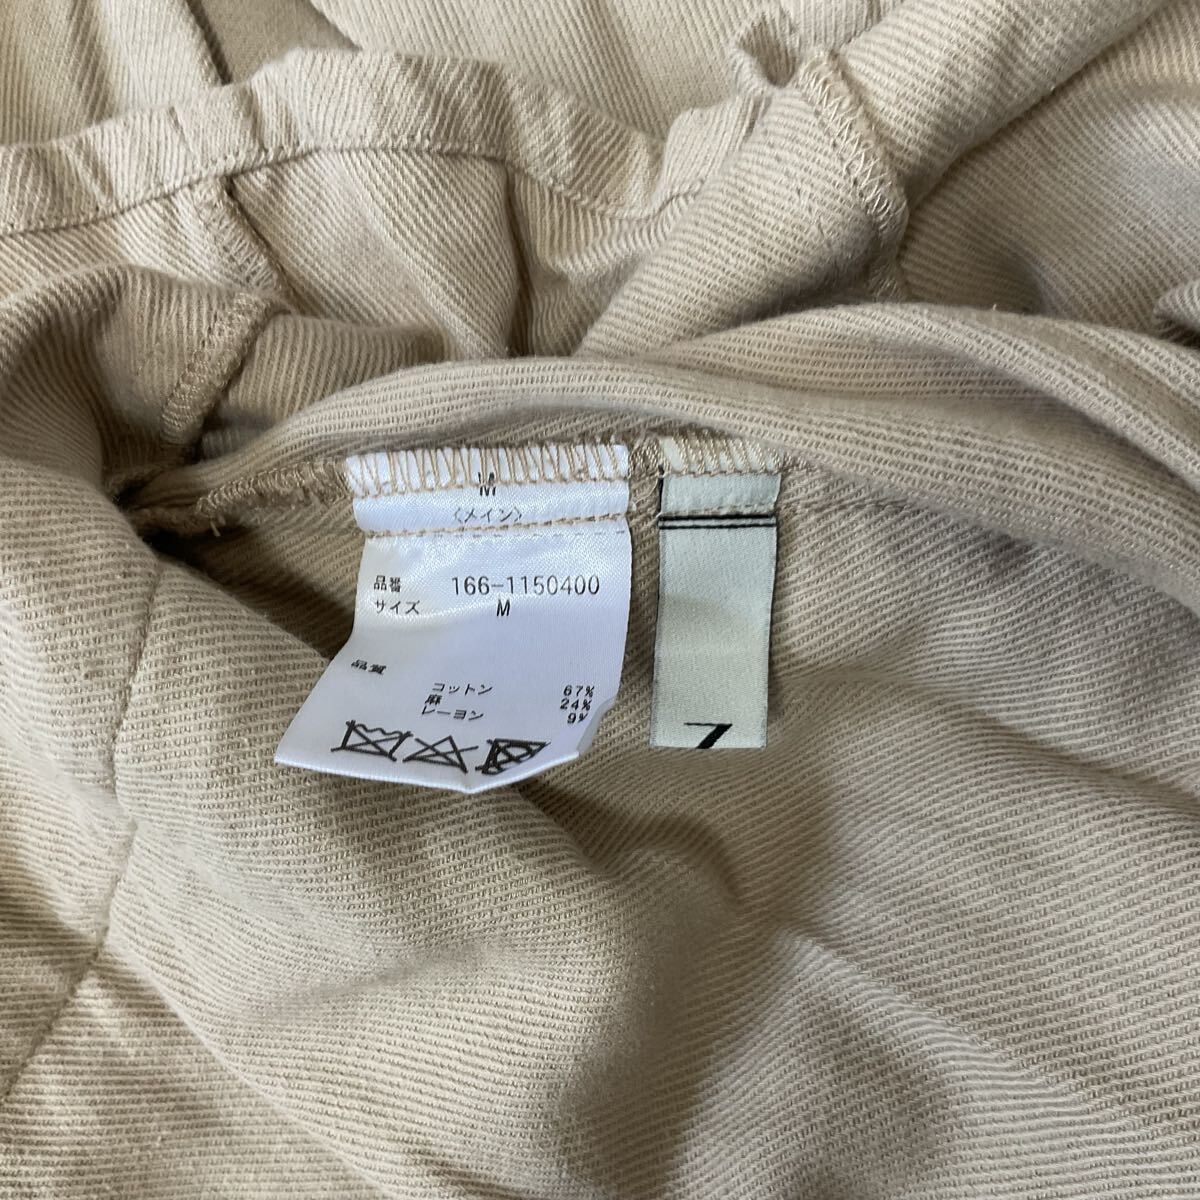 M
〈メイン〉
品番 166-1150400
サイズ M
品質
コットン 67%
麻 24%
レーヨン 9%